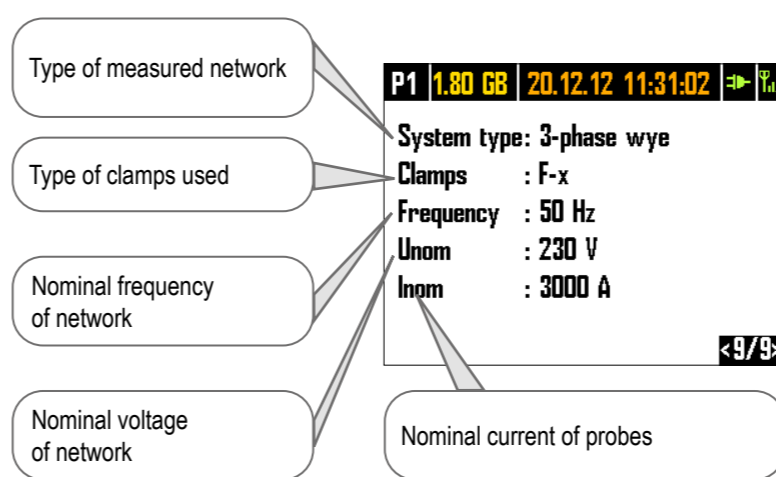 Type of measured network
P1 1.80 GB 20.12.12 11:31:02
System type: 3-phase wye
Type of clamps used
Clamps : F-x
Frequency : 50 Hz
Unom : 230 V
Inom : 3000 A
Nominal frequency
of network
<9/9>
Nominal voltage
of network
Nominal current of probes